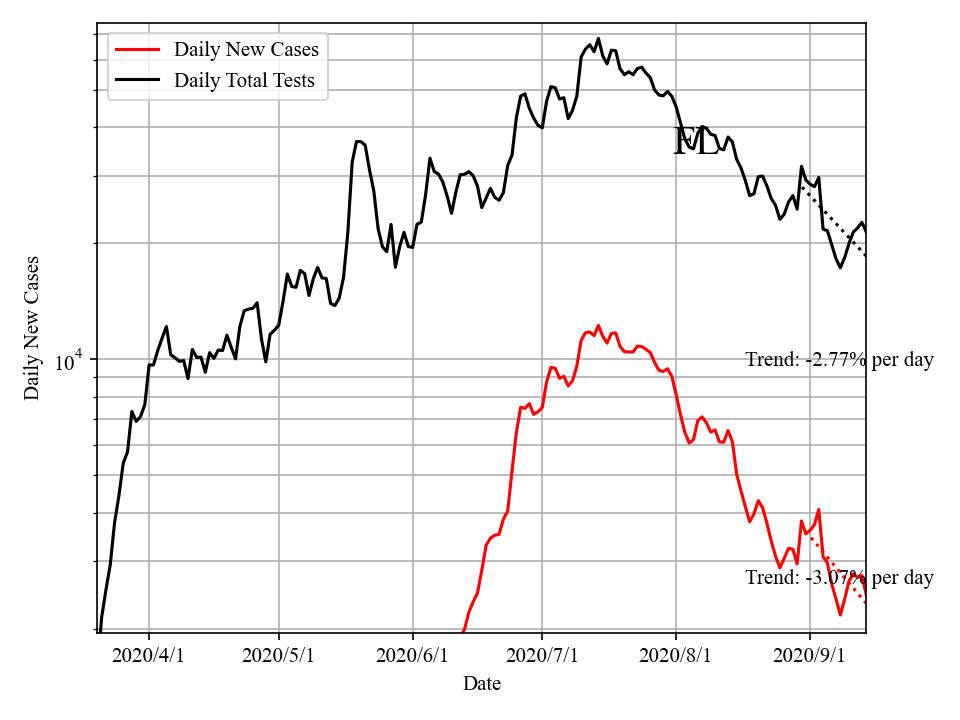 Daily New Cases
Daily Total Tests
FL
Daily New Cases
10^4
Trend: -2.77% per day
Trend: -3.07% per day
2020/4/1 2020/5/1 2020/6/1 2020/7/1 2020/8/1 2020/9/1
Date